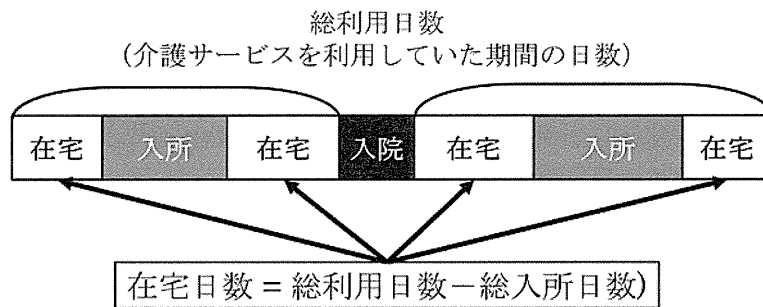 総利用日数
(介護サービスを利用していた期間の日数)
在宅 入所 在宅 入院 在宅 入所 在宅
在宅日数=総利用日数−総入所日数)